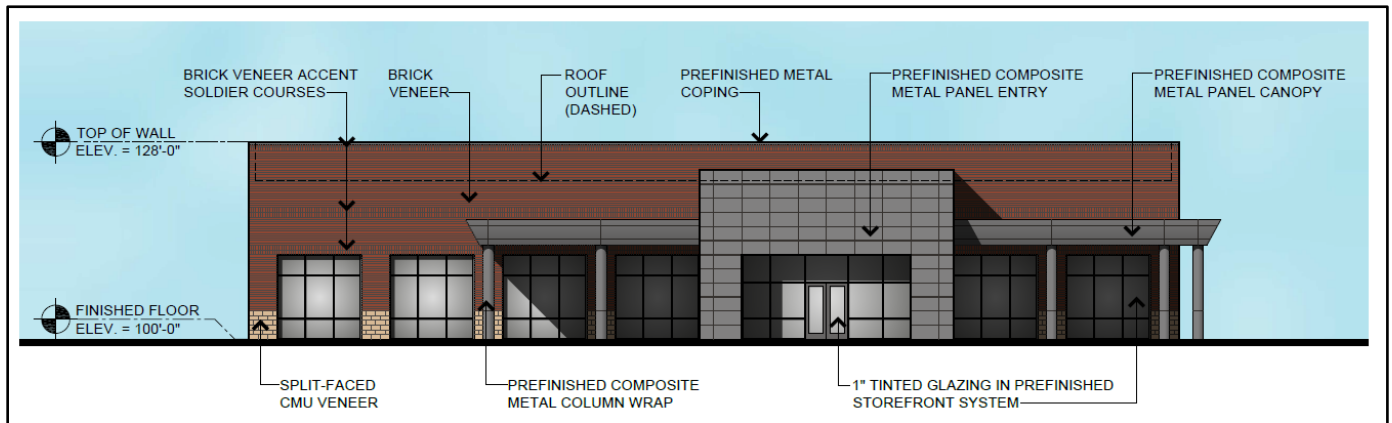 BRICK VENEER ACCENT
SOLDIER COURSES
BRICK
VENEER
ROOF
OUTLINE
(DASHED)
PREFINISHED METAL
COPING
PREFINISHED COMPOSITE
METAL PANEL ENTRY
PREFINISHED COMPOSITE
METAL PANEL CANOPY
TOP OF WALL
ELEV. = 128'-0"
FINISHED FLOOR
ELEV. = 100'-0"
SPLIT-FACED
CMU VENEER
PREFINISHED COMPOSITE
METAL COLUMN WRAP
1" TINTED GLAZING IN PREFINISHED
STOREFRONT SYSTEM